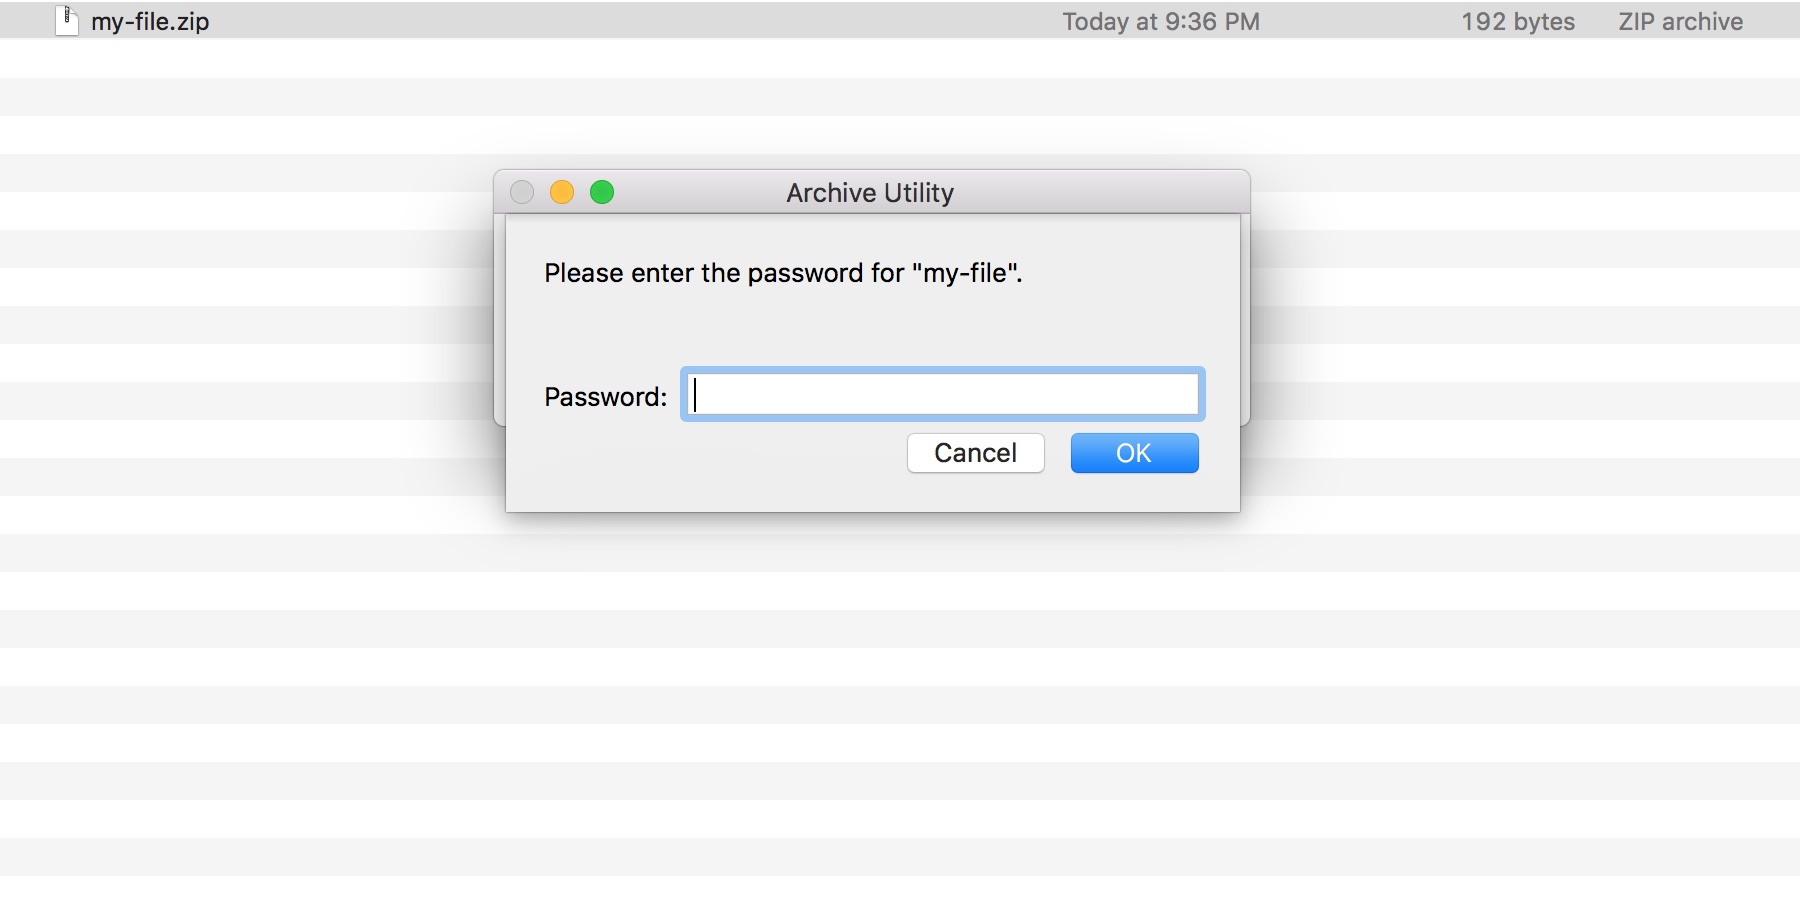 my-file.zip Today at 9:36 PM 192 bytes ZIP archive
Archive Utility
Please enter the password for "my-file".
Password:
Cancel OK